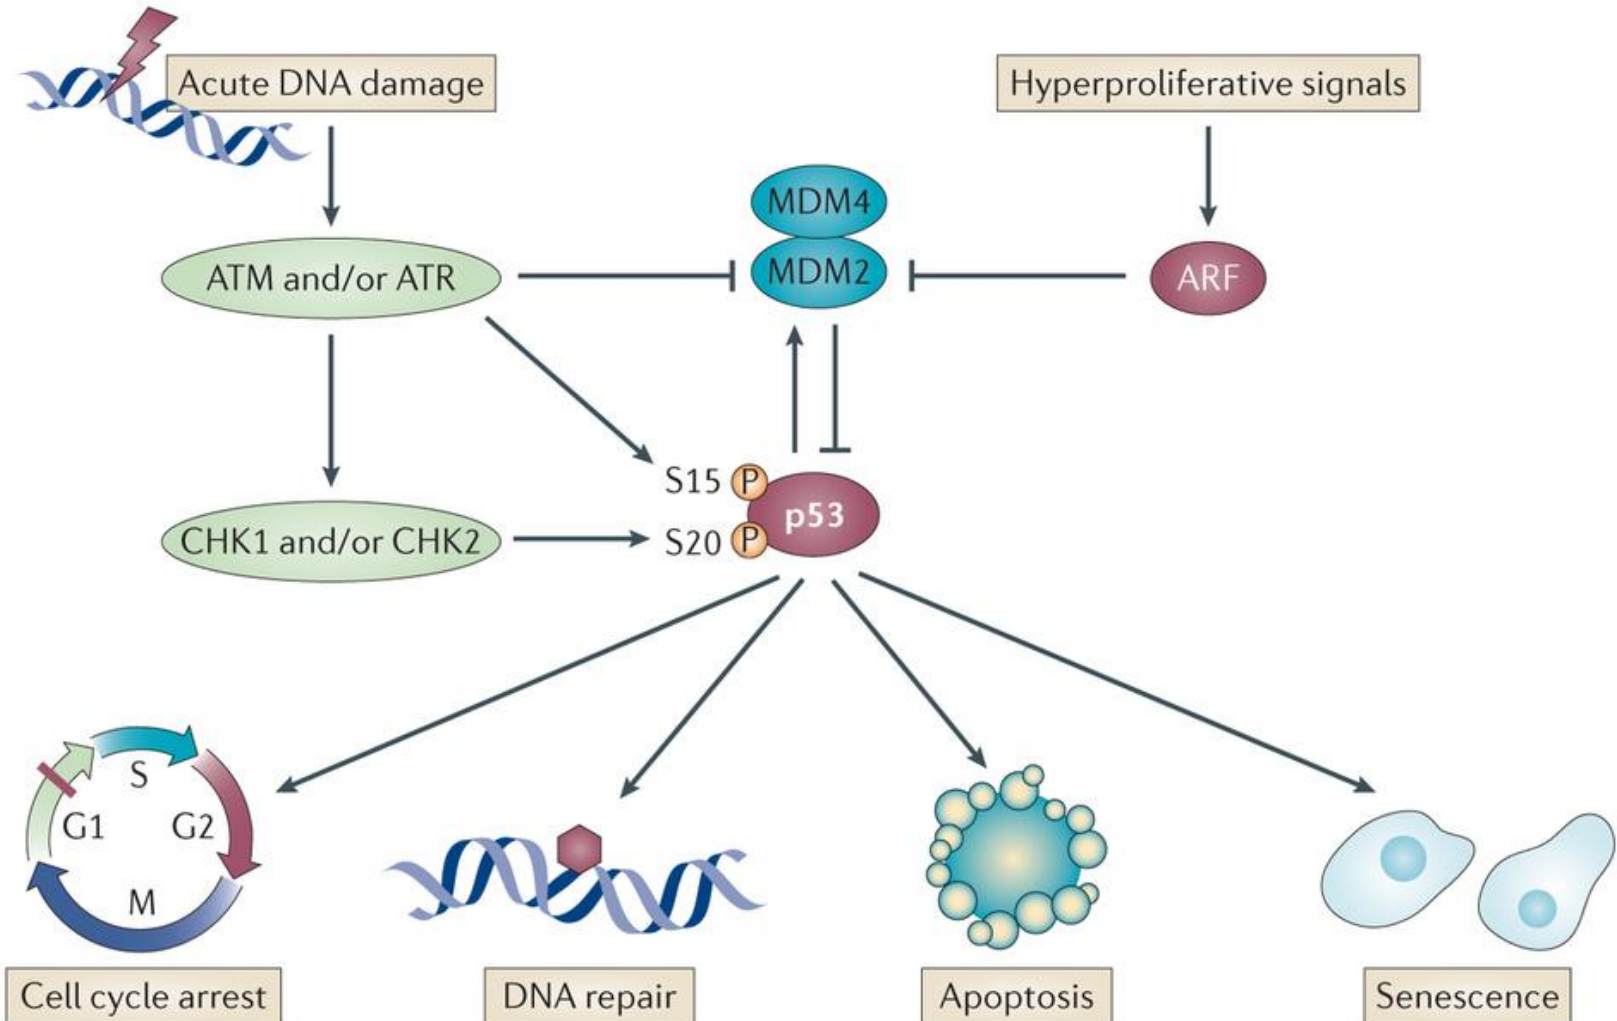 Acute DNA damage
Hyperproliferative signals
MDM4
ATM and/or ATR
MDM2
ARF
S15 P
p53
CHK1 and/or CHK2
S20 P
S
G1
G2
M
Cell cycle arrest
DNA repair
Apoptosis
Senescence